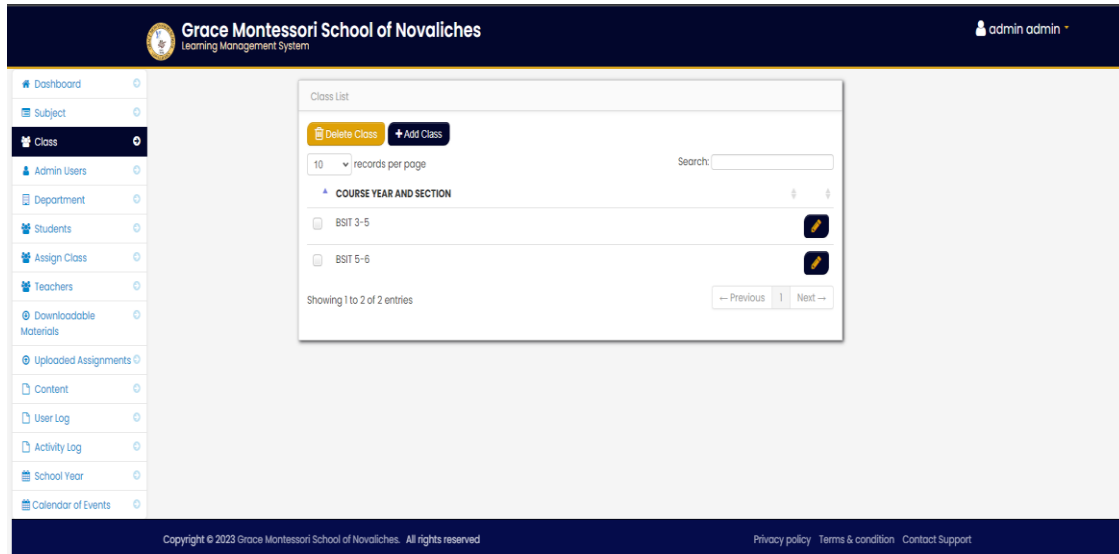 Grace Montessori School of Novaliches
Learning Management System
admin admin
Dashboard
Subject
Class
Admin Users
Department
Students
Assign Class
Teachers
Downloadable
Materials
Uploaded Assignments
Content
User Log
Activity Log
School Year
Calendar of Events
Class List
Delete Class
+ Add Class
10 records per page
Search:
COURSE YEAR AND SECTION
BSIT 3-5
BSIT 5-6
Showing 1 to 2 of 2 entries
← Previous 1 Next →
Copyright © 2023 Grace Montessori School of Novaliches. All rights reserved
Privacy policy Terms & condition Contact Support